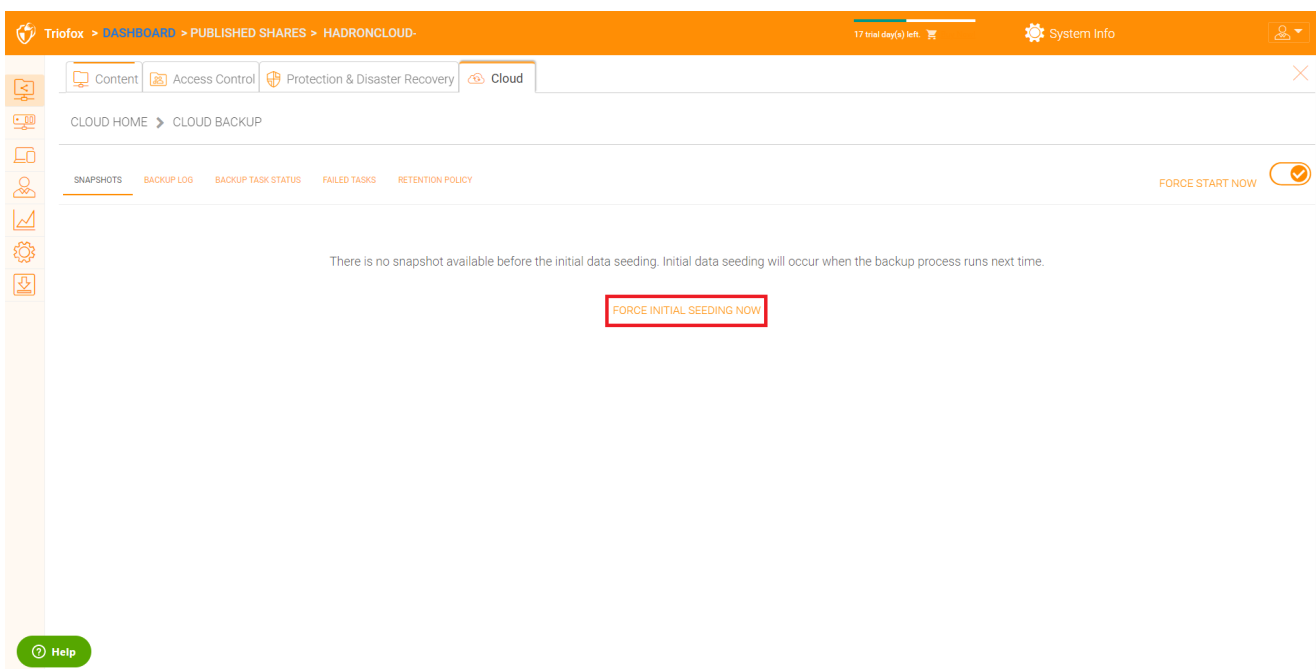 Triofox > DASHBOARD > PUBLISHED SHARES > HADRONCLOUD-
17 trial day(s) left.
System Info
Content Access Control Protection & Disaster Recovery Cloud
CLOUD HOME > CLOUD BACKUP
SNAPSHOTS BACKUP LOG BACKUP TASK STATUS FAILED TASKS RETENTION POLICY
FORCE START NOW
There is no snapshot available before the initial data seeding. Initial data seeding will occur when the backup process runs next time.
FORCE INITIAL SEEDING NOW
Help